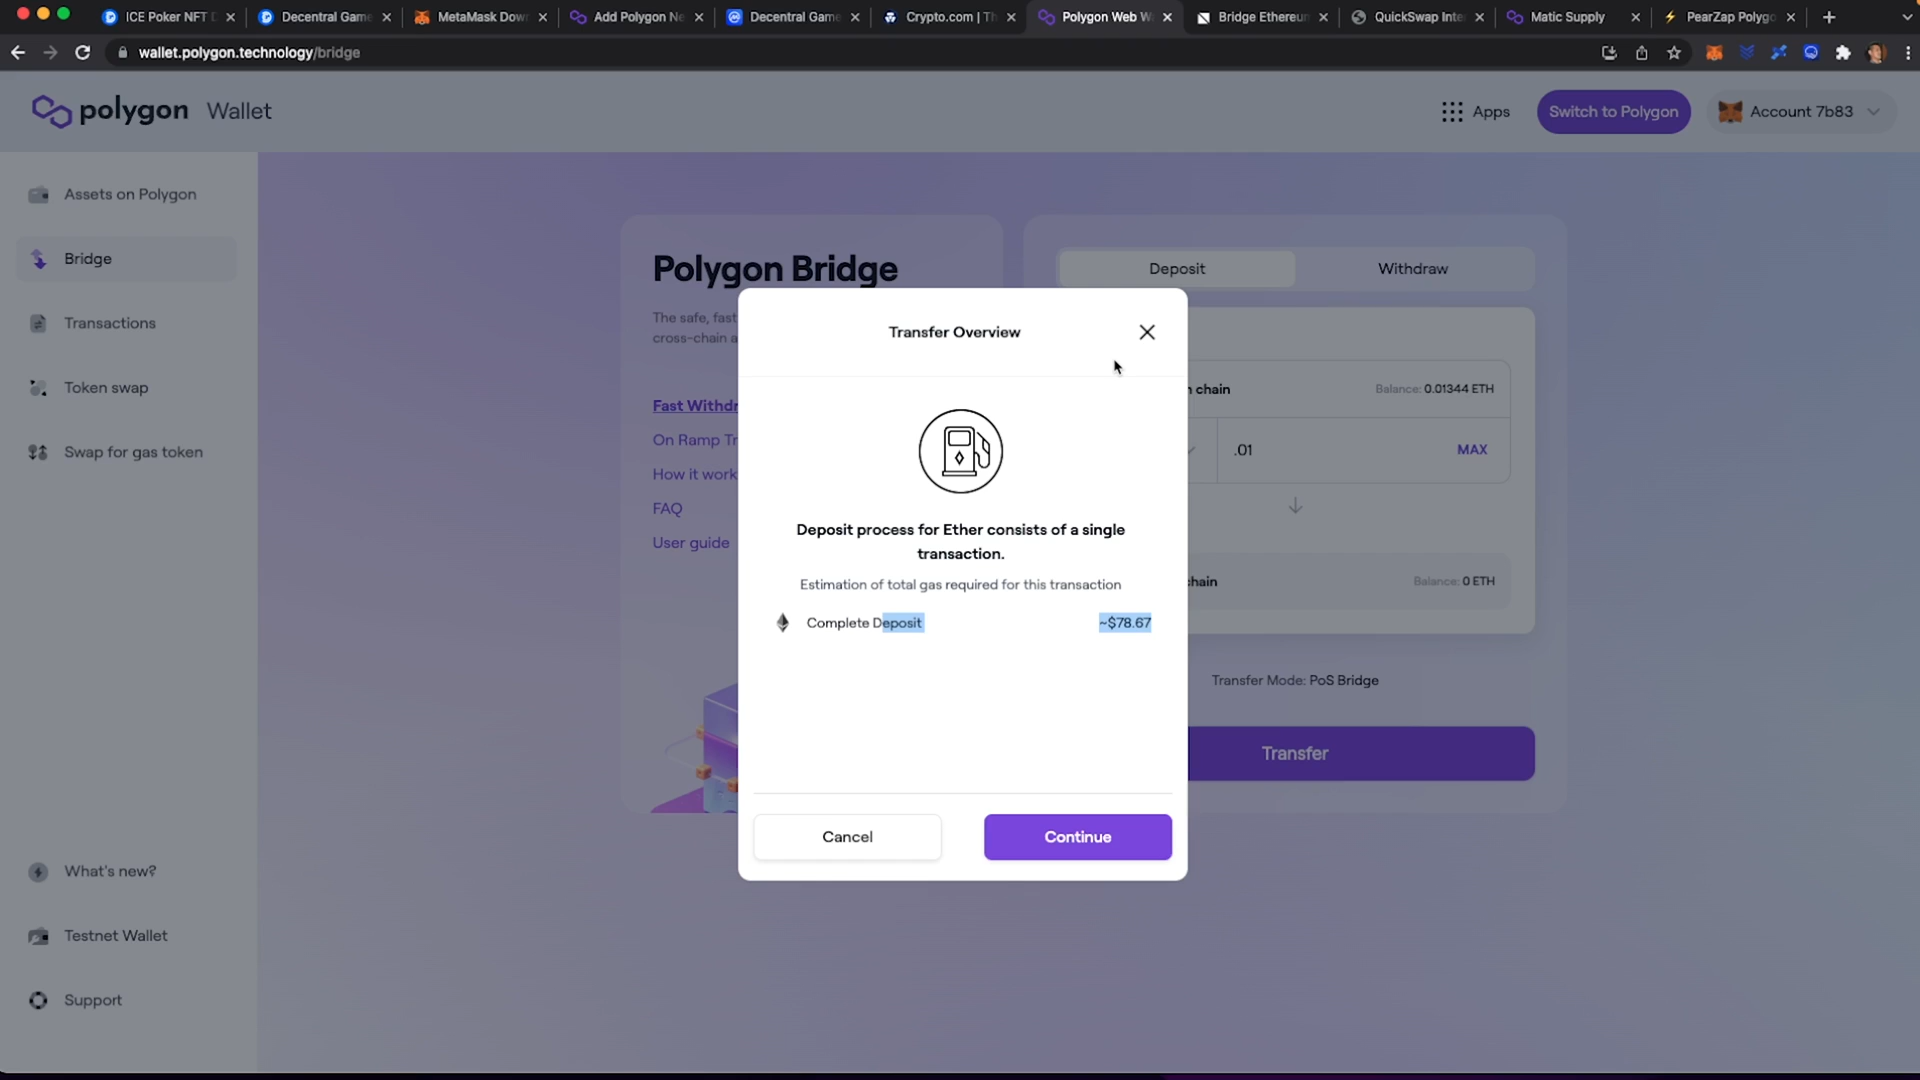 ICE Poker NFT D
Decentral Game
MetaMask Dow
Add Polygon Ne
Decentral Game
Crypto.com | Th
Polygon Web W
Bridge Ethereum
QuickSwap Inte
Matic Supply
PearZap Polygo
wallet.polygon.technology/bridge
polygon Wallet
Apps
Switch to Polygon
Account 7b83
Assets on Polygon
Bridge
Transactions
Token swap
Swap for gas token
What's new?
Testnet Wallet
Support
Polygon Bridge
The safe, fast
cross-chain a
Fast Withdr
On Ramp Tr
How it work
FAQ
User guide
Deposit
Withdraw
chain
Balance: 0.01344 ETH
.01
MAX
chain
Balance: 0 ETH
Transfer Mode: PoS Bridge
Transfer
Transfer Overview
Deposit process for Ether consists of a single
transaction.
Estimation of total gas required for this transaction
Complete Deposit
~$78.67
Cancel
Continue